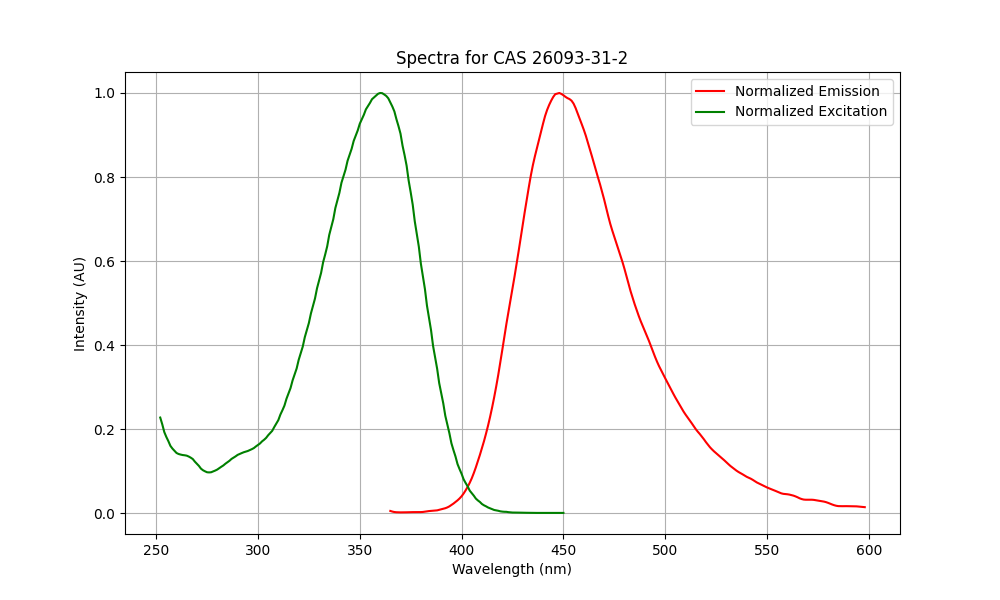 Spectra for CAS 26093-31-2
Normalized Emission
Normalized Excitation
Intensity (AU)
1.0
0.8
0.6
0.4
0.2
0.0
250 300 350 400 450 500 550 600
Wavelength (nm)